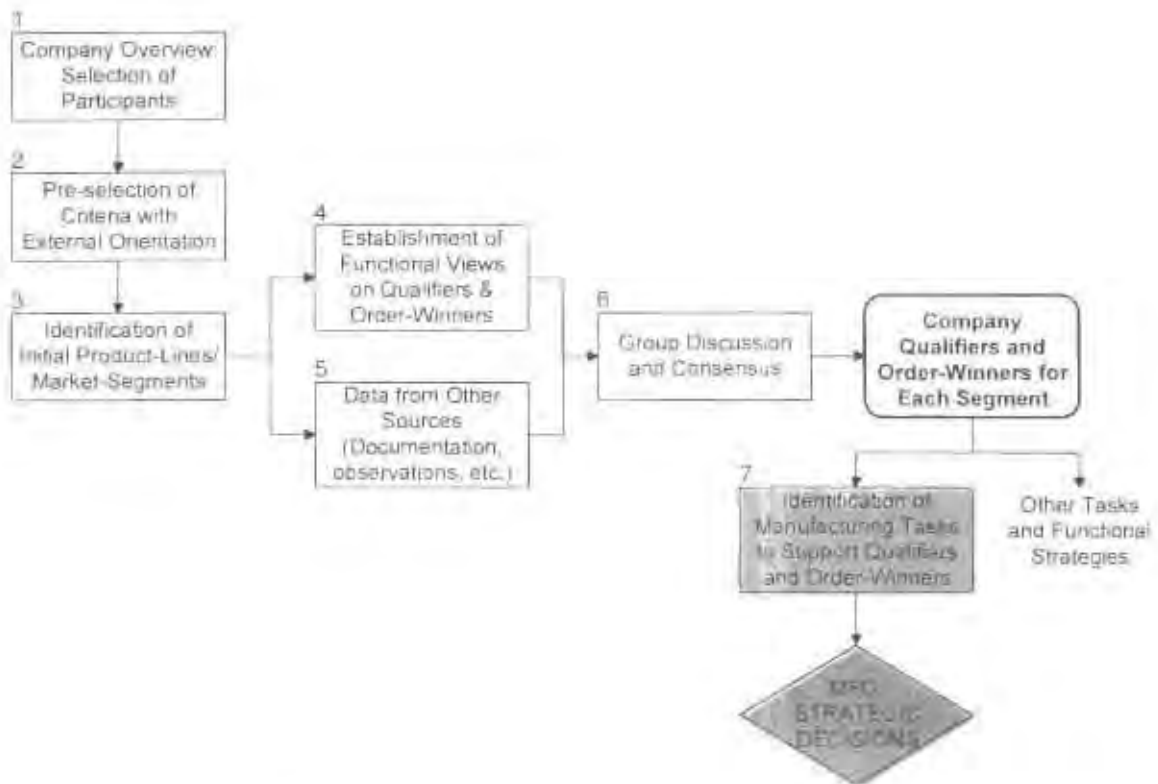 1
Company Overview
Selection of
Participants
2
Pre-selection of
Criteria with
External Orientation
3
Identification of
Initial Product-Lines/
Market-Segments
4
Establishment of
Functional Views
on Qualifiers &
Order-Winners
5
Data from Other
Sources
(Documentation,
observations, etc.)
6
Group Discussion
and Consensus
Company
Qualifiers and
Order-Winners for
Each Segment
7
Identification of
Manufacturing Tasks
to Support Qualifiers
and Order-Winners
Other Tasks
and Functional
Strategies
MFG
STRATEGIC
DECISIONS